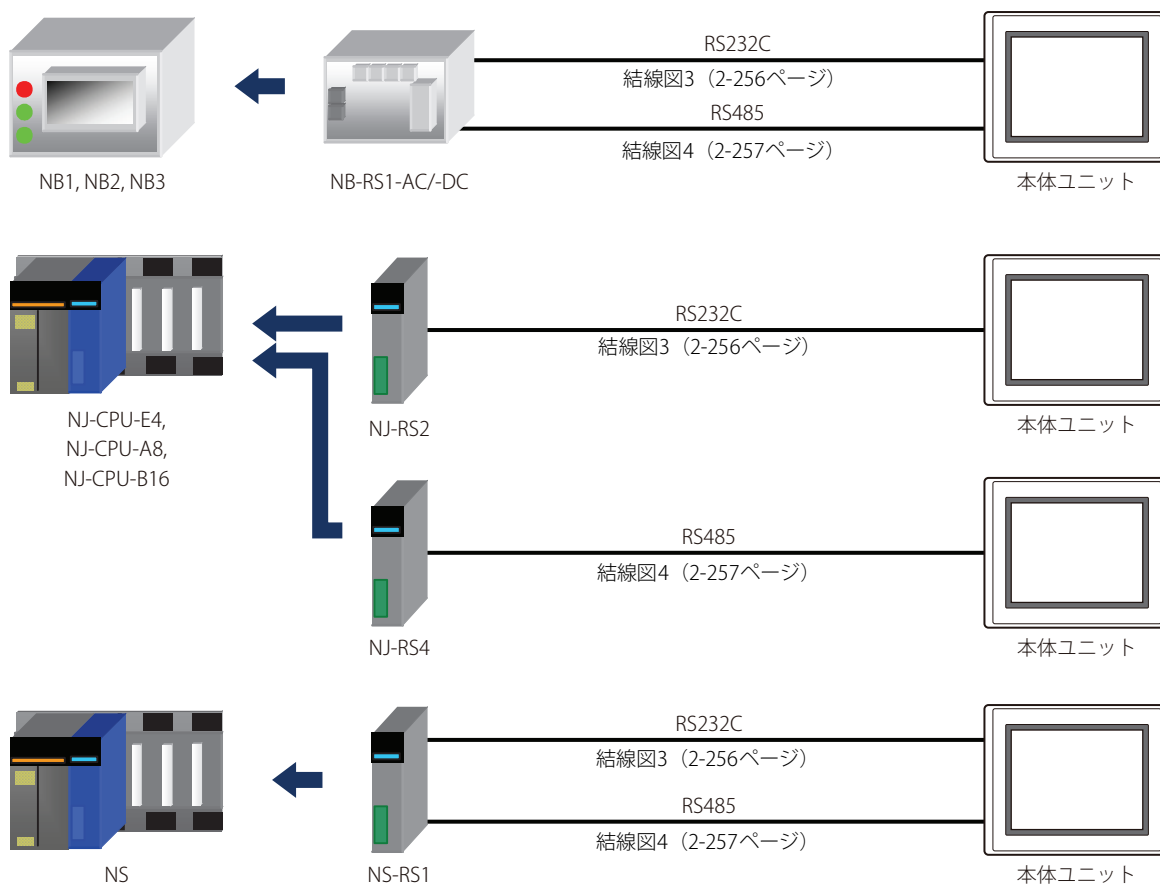 RS232C
結線図3（2-256ページ）
RS485
結線図4（2-257ページ）
NB1, NB2, NB3
NB-RS1-AC/-DC
本体ユニット
RS232C
結線図3（2-256ページ）
NJ-CPU-E4,
NJ-CPU-A8,
NJ-CPU-B16
NJ-RS2
本体ユニット
RS485
結線図4（2-257ページ）
NJ-RS4
本体ユニット
RS232C
結線図3（2-256ページ）
RS485
結線図4（2-257ページ）
NS
NS-RS1
本体ユニット